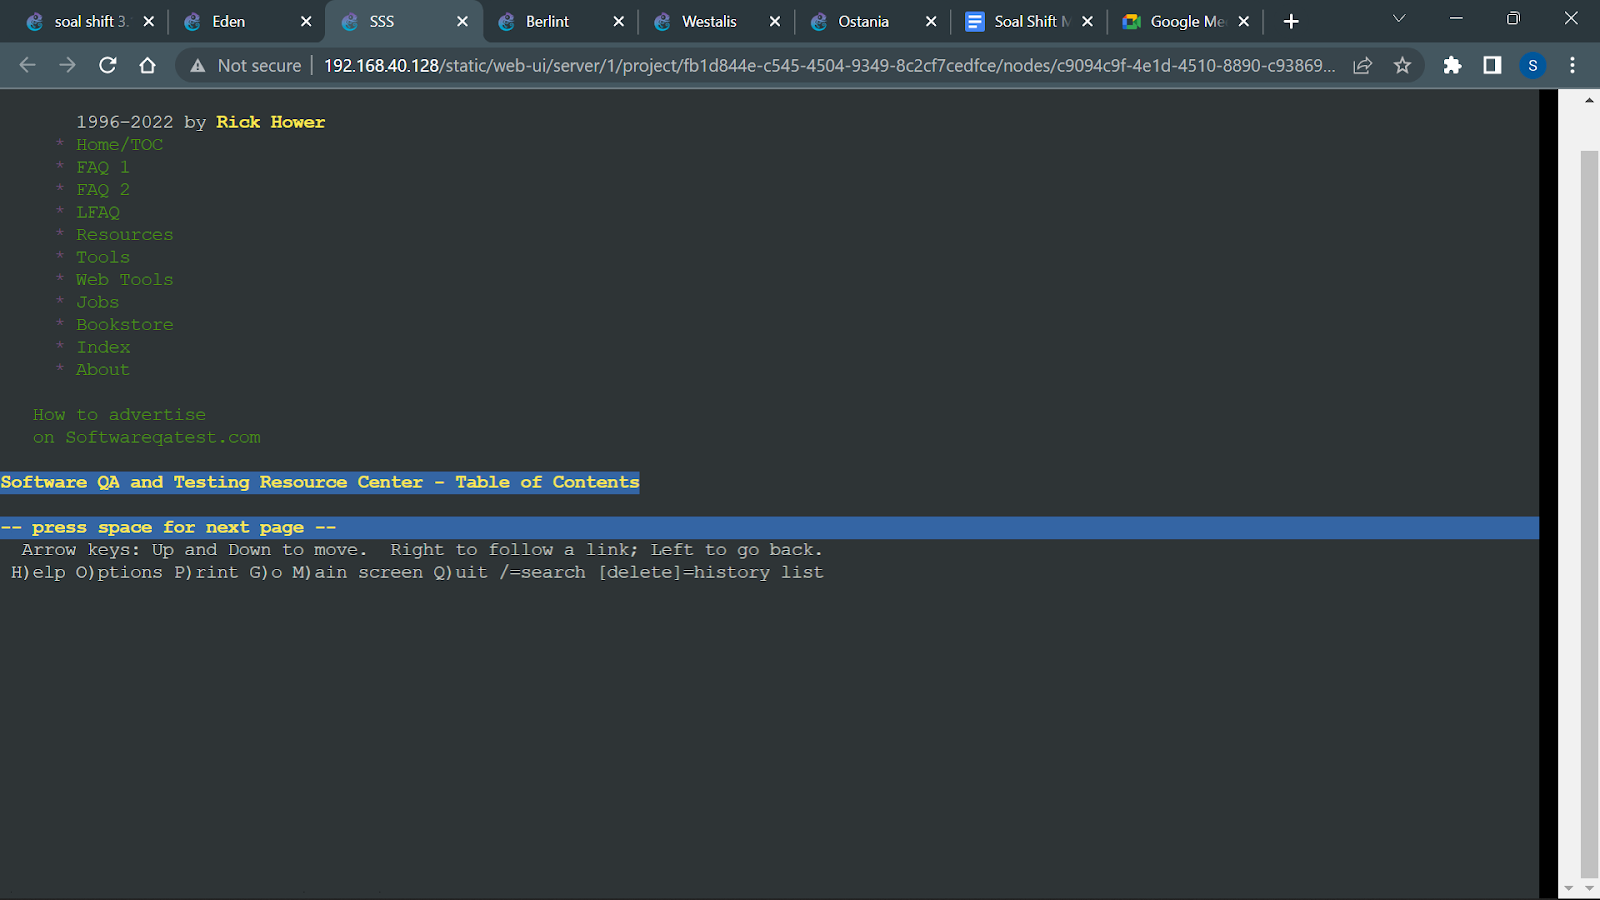 soal shift 3.
Eden
SSS
Berlint
Westalis
Ostania
Soal Shift M
Google Me
Not secure
192.168.40.128/static/web-ui/server/1/project/fb1d844e-c545-4504-9349-8c2cf7cedfce/nodes/c9094c9f-4e1d-4510-8890-c93869...
S
1996-2022 by Rick Hower
* Home/TOC
* FAQ 1
* FAQ 2
* LFAQ
* Resources
* Tools
* Web Tools
* Jobs
* Bookstore
* Index
* About
How to advertise
on Softwareqatest.com
Software QA and Testing Resource Center - Table of Contents
-- press space for next page --
Arrow keys: Up and Down to move.  Right to follow a link; Left to go back.
H)elp O)ptions P)rint G)o M)ain screen Q)uit /=search [delete]=history list